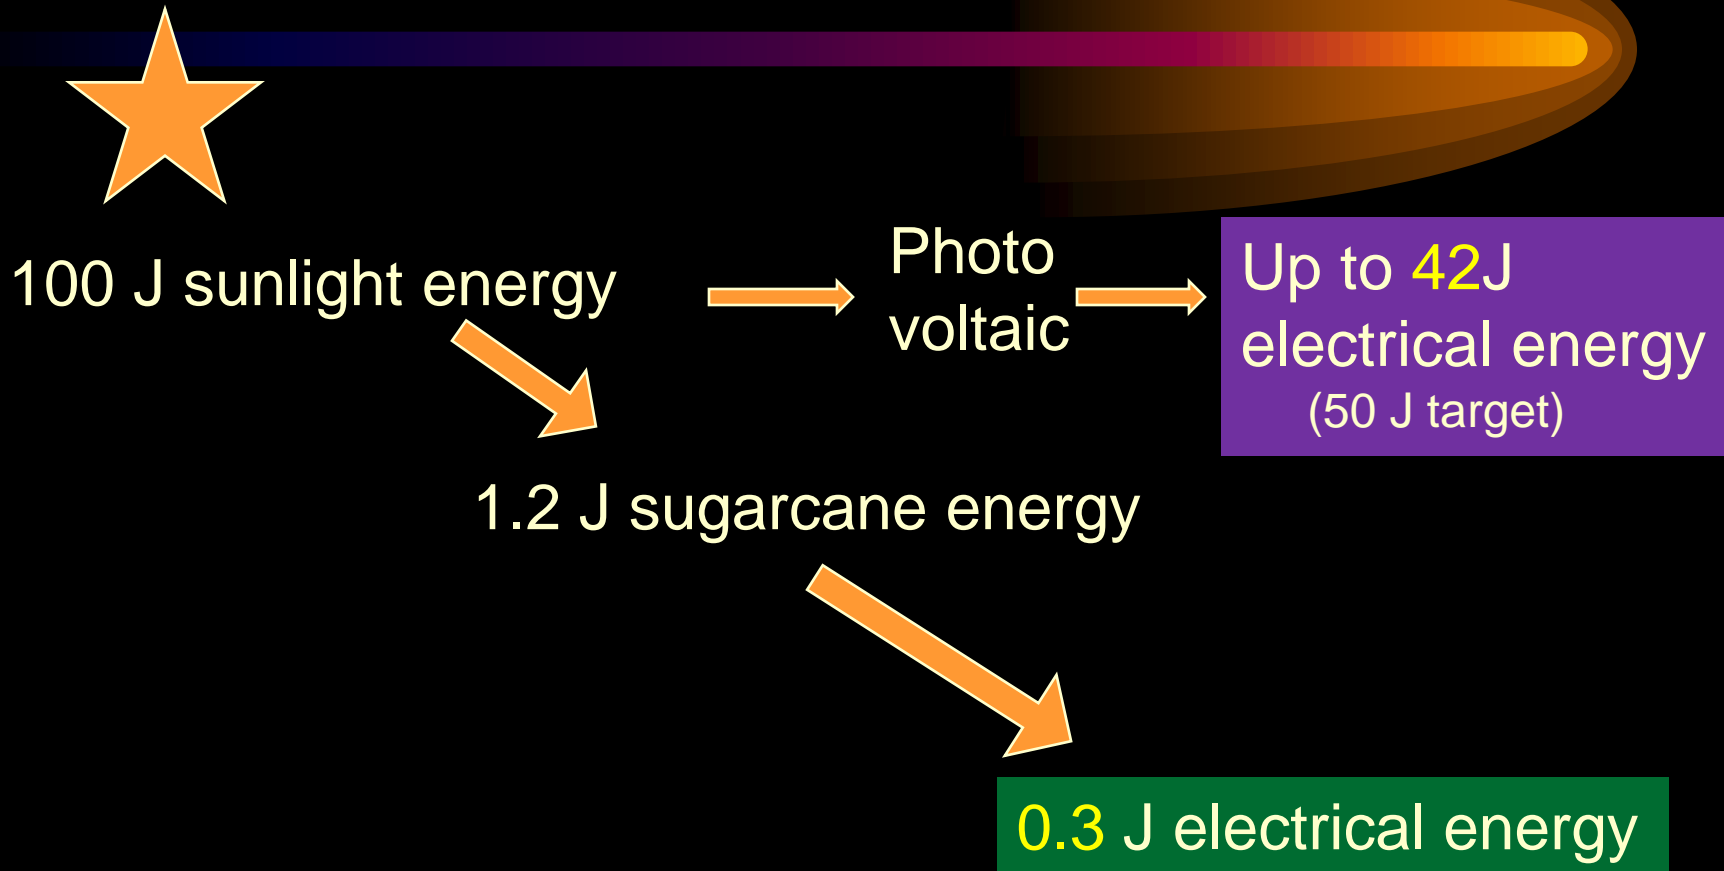 100 J sunlight energy
Photo
voltaic
Up to 42J
electrical energy
(50 J target)
1.2 J sugarcane energy
0.3 J electrical energy